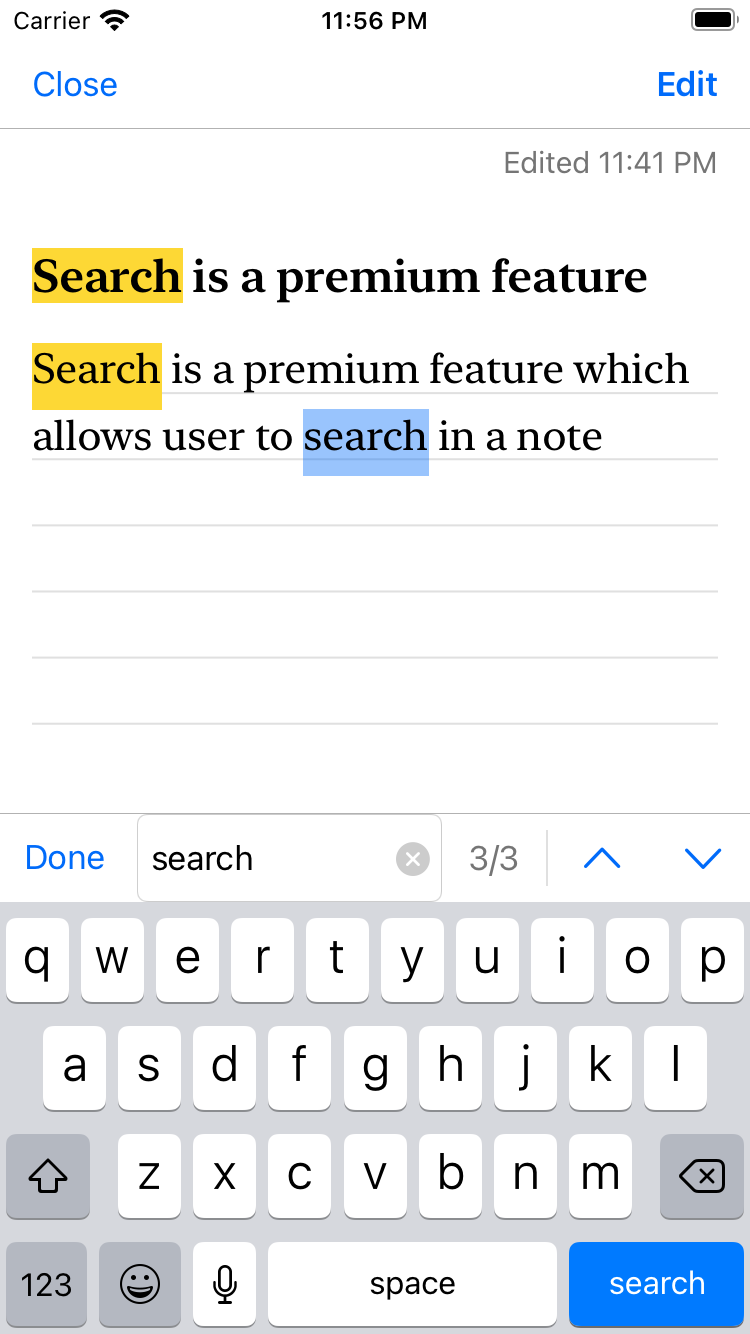 Carrier 11:56 PM
Close Edit
Edited 11:41 PM
Search is a premium feature
Search is a premium feature which
allows user to search in a note
Done search 3/3
q w e r t y u i o p
a s d f g h j k l
z x c v b n m
123 space search